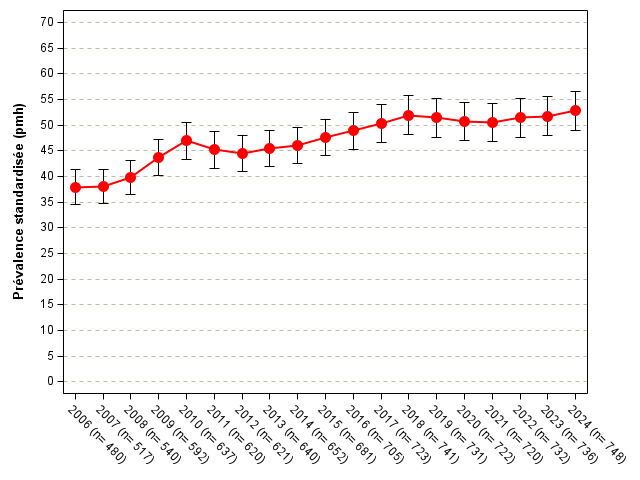 Prévalence standardisée (pmh)
70
65
60
55
50
45
40
35
30
25
20
15
10
5
0
2006 (n= 480)
2007 (n= 517)
2008 (n= 540)
2009 (n= 592)
2010 (n= 637)
2011 (n= 620)
2012 (n= 621)
2013 (n= 640)
2014 (n= 652)
2015 (n= 681)
2016 (n= 705)
2017 (n= 723)
2018 (n= 741)
2019 (n= 731)
2020 (n= 722)
2021 (n= 720)
2022 (n= 732)
2023 (n= 736)
2024 (n= 748)